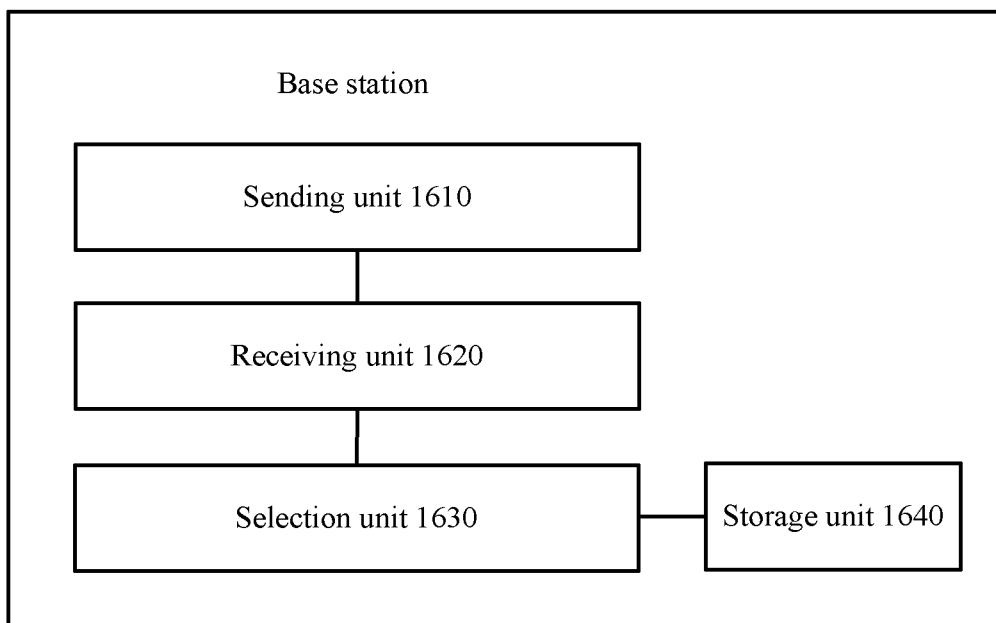 Base station
Sending unit 1610
Receiving unit 1620
Selection unit 1630
Storage unit 1640